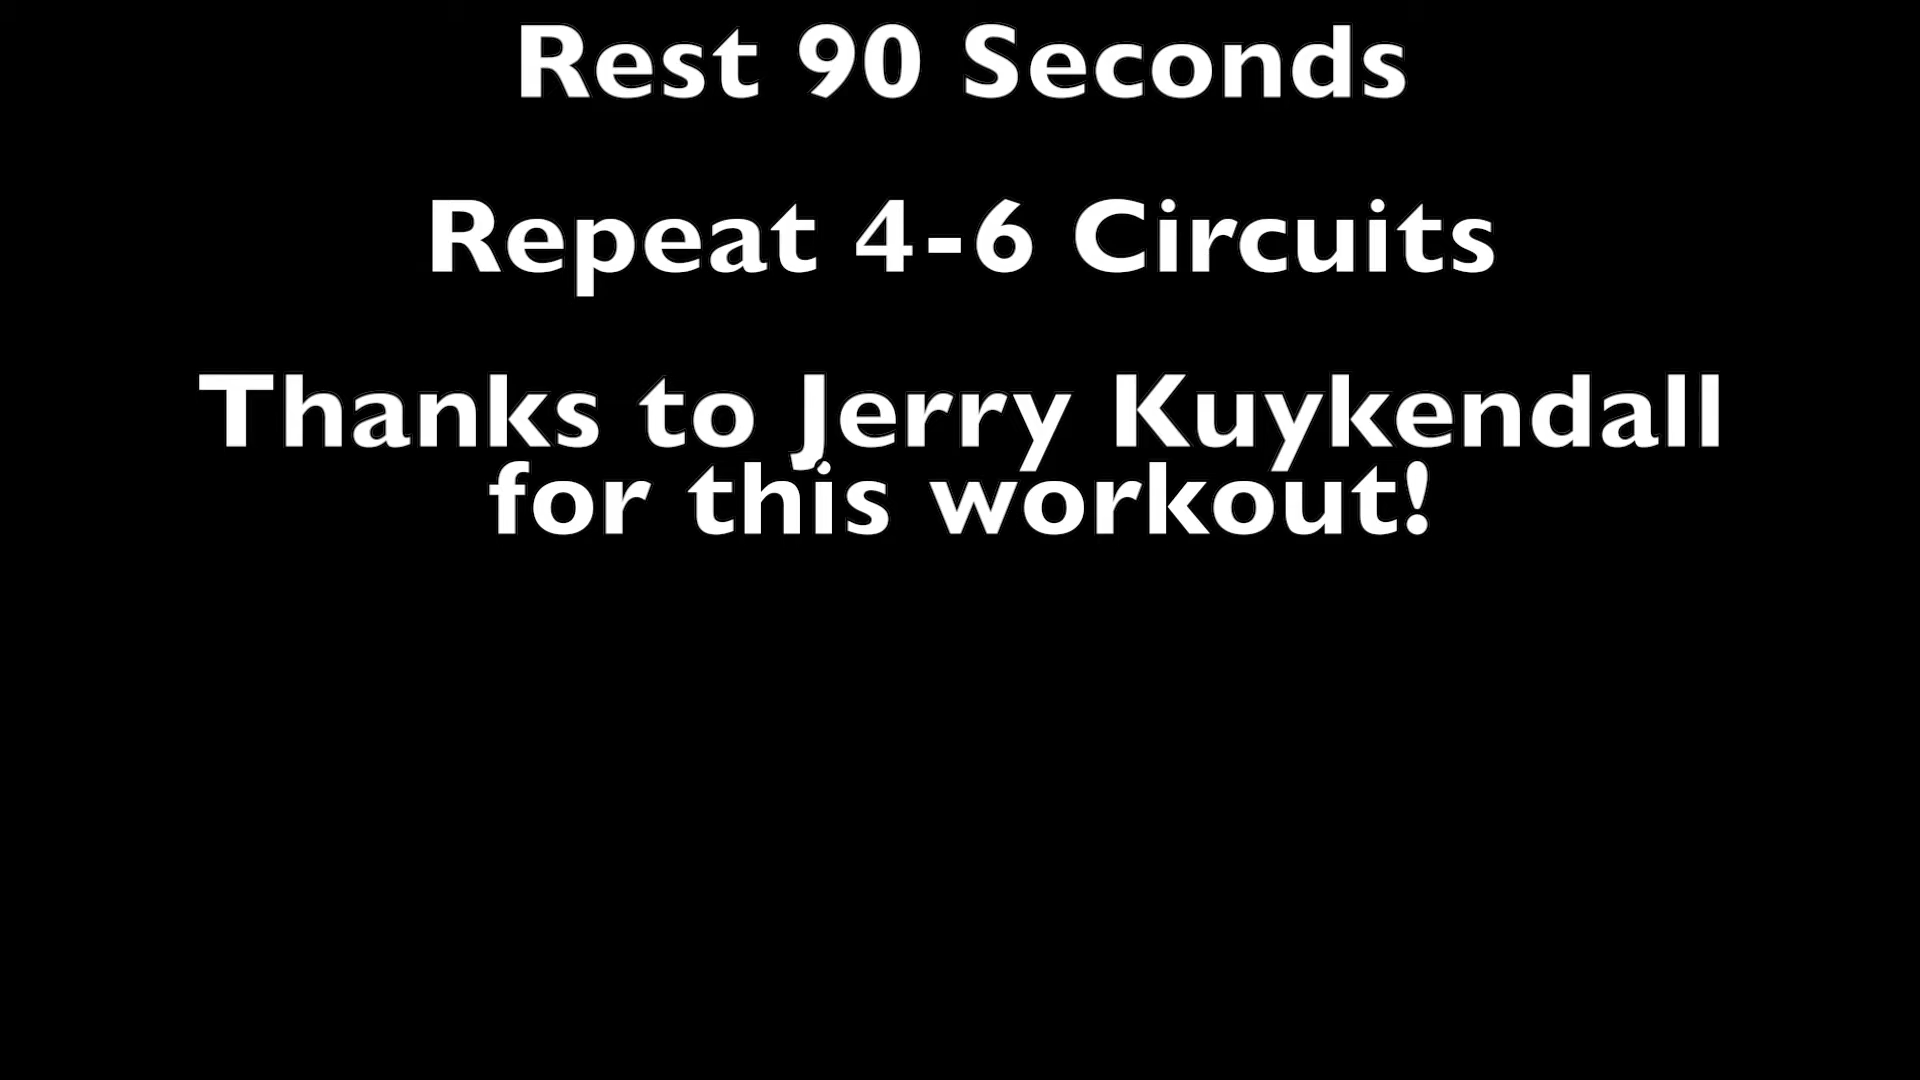 Rest 90 Seconds
Repeat 4-6 Circuits
Thanks to Jerry Kuykendall
for this workout!